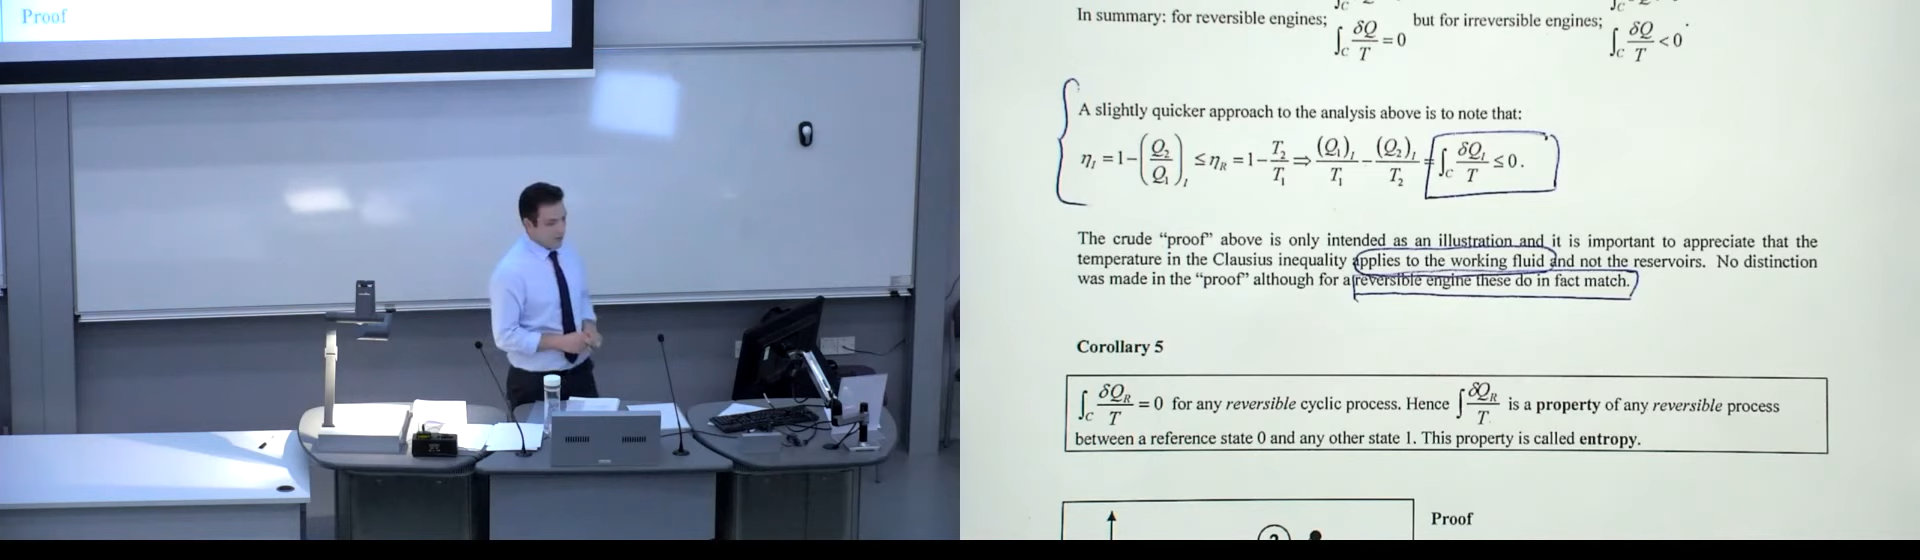 Proof
In summary: for reversible engines; ∫_C δQ/T = 0 but for irreversible engines; ∫_C δQ/T < 0.
A slightly quicker approach to the analysis above is to note that:
η_I = 1 − (Q_2/Q_1)_I ≤ η_R = 1 − T_2/T_1 ⇒ (Q_1)_I/T_1 − (Q_2)_I/T_2 = ∫_C δQ_I/T ≤ 0.
The crude “proof” above is only intended as an illustration and it is important to appreciate that the
temperature in the Clausius inequality applies to the working fluid and not the reservoirs. No distinction
was made in the “proof” although for a reversible engine these do in fact match.
Corollary 5
∫_C δQ_R/T = 0 for any reversible cyclic process. Hence ∫ δQ_R/T is a property of any reversible process
between a reference state 0 and any other state 1. This property is called entropy.
Proof